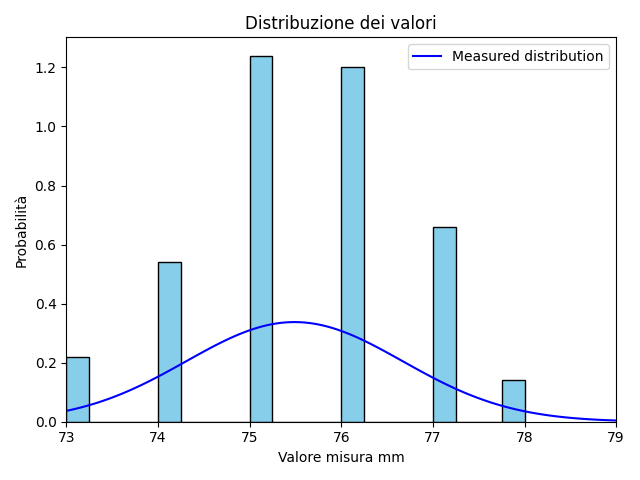 Distribuzione dei valori
Measured distribution
Probabilità
1.2
1.0
0.8
0.6
0.4
0.2
0.0
73 74 75 76 77 78 79
Valore misura mm